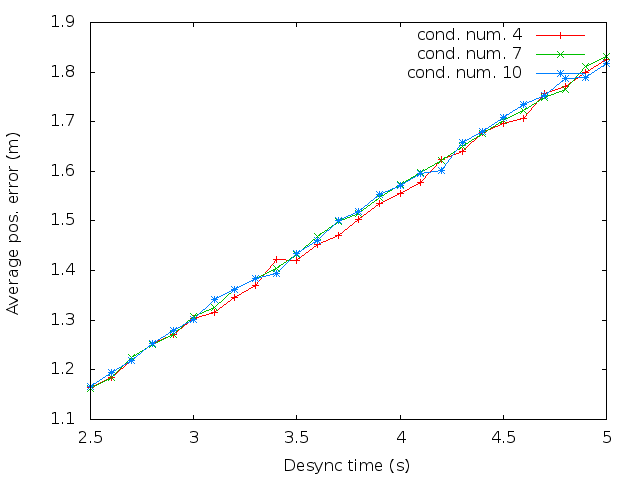 1.9
1.8
1.7
1.6
1.5
1.4
1.3
1.2
1.1
Average pos. error (m)
cond. num. 4
cond. num. 7
cond. num. 10
2.5 3 3.5 4 4.5 5
Desync time (s)